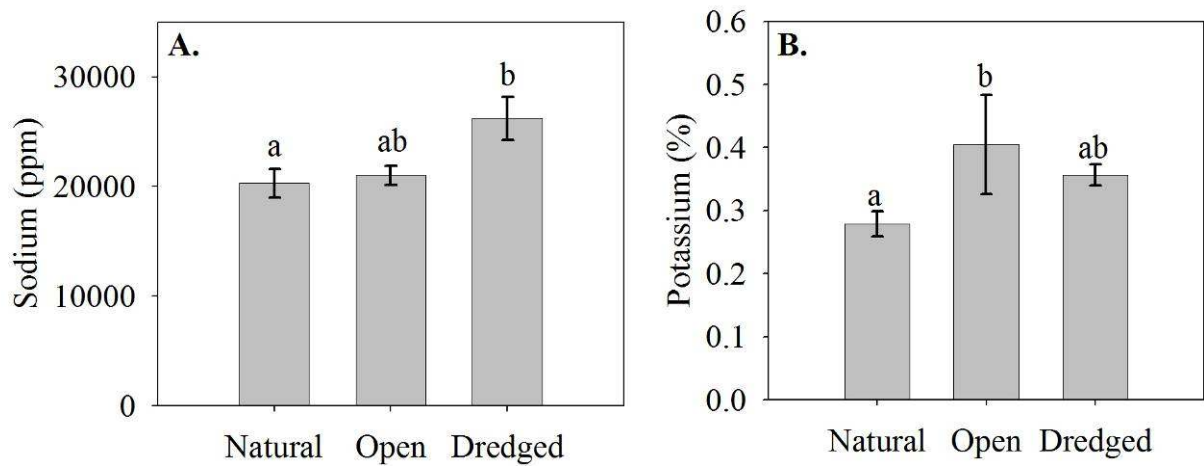 A.
Sodium (ppm)
30000
20000
10000
0
a
ab
b
Natural Open Dredged
B.
Potassium (%)
0.6
0.5
0.4
0.3
0.2
0.1
0.0
a
b
ab
Natural Open Dredged